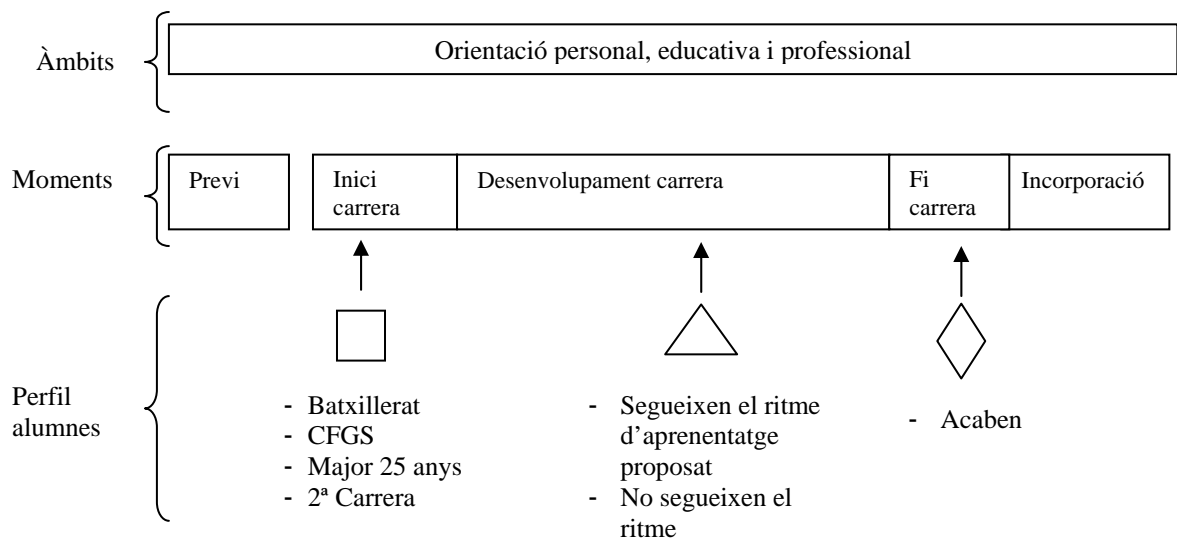 Àmbits
Orientació personal, educativa i professional
Moments
Previ
Inici
carrera
Desenvolupament carrera
Fi
carrera
Incorporació
Perfil
alumnes
- Batxillerat
- CFGS
- Major 25 anys
- 2ª Carrera
- Segueixen el ritme
d’aprenentatge
proposat
- No segueixen el
ritme
- Acaben